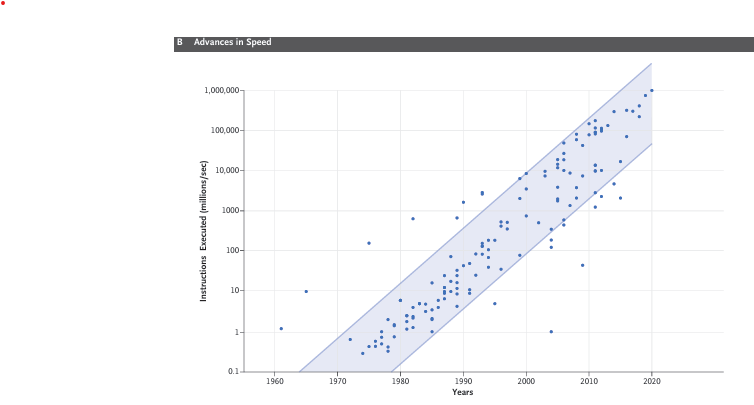 B Advances in Speed
1,000,000
100,000
10,000
1000
100
10
1
0.1
Instructions Executed (millions/sec)
1960 1970 1980 1990 2000 2010 2020
Years